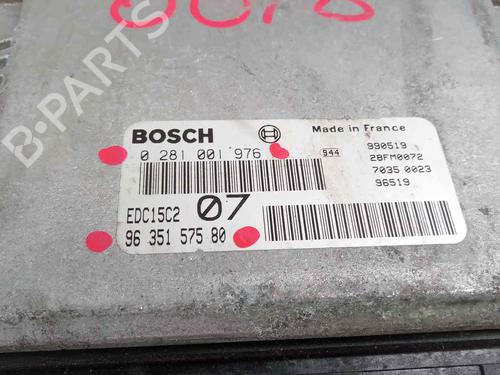 BOSCH
Made in France
0 281 001 976
944
990519
28FM0072
7035 0023
96519
EDC15C2
07
96 351 575 80
B-PARTS